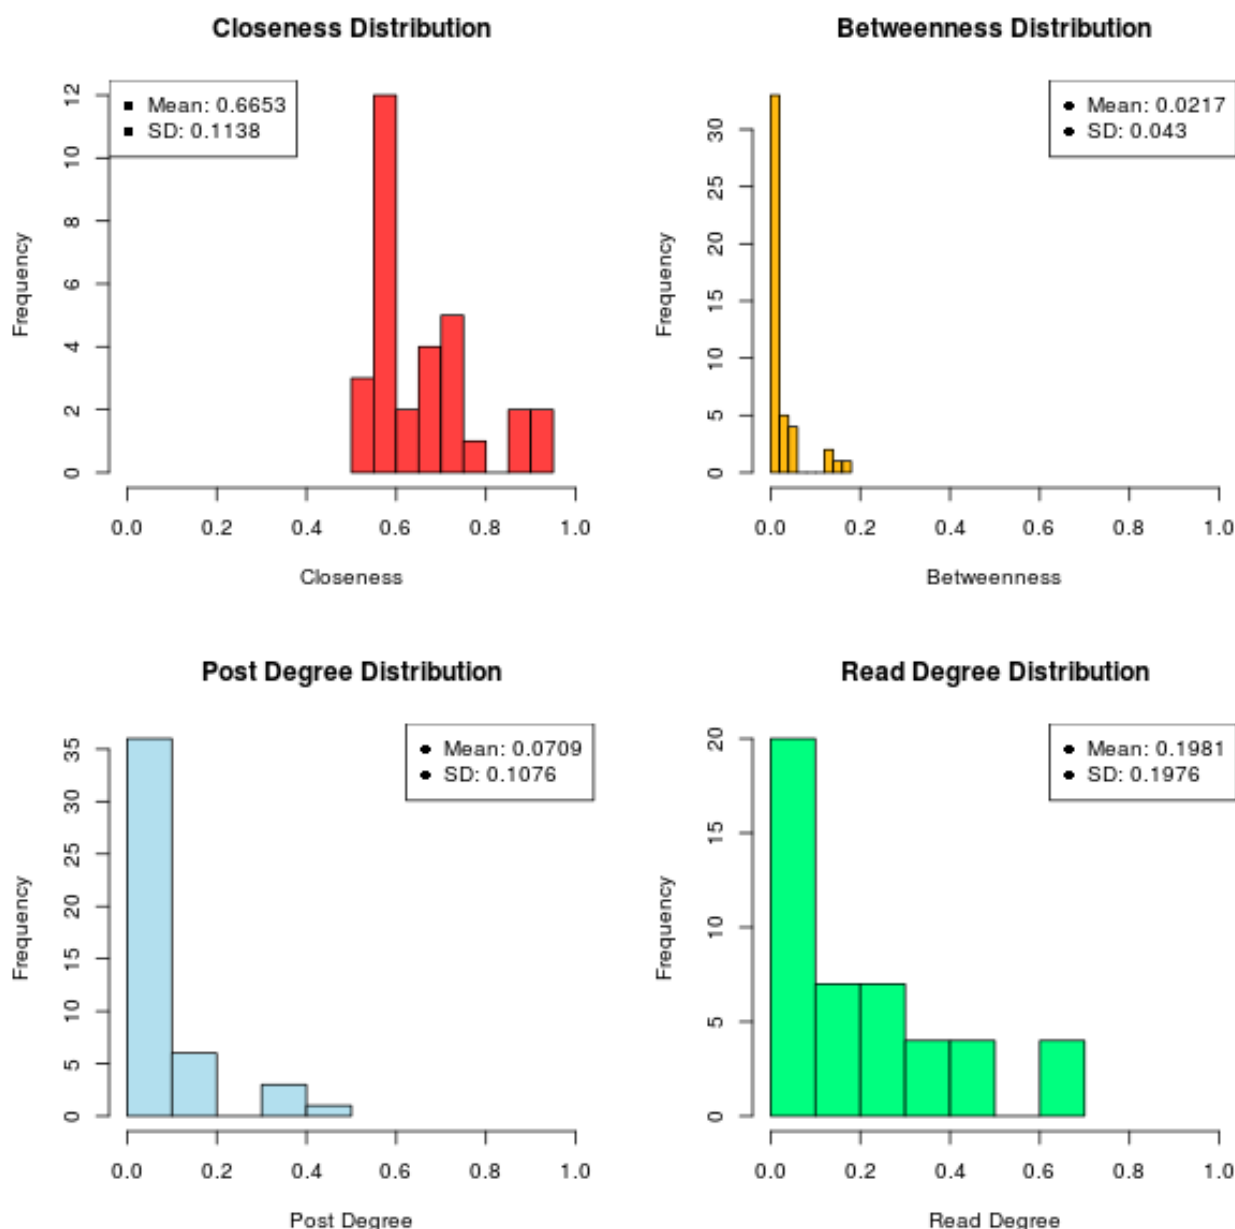 Closeness Distribution
Mean: 0.6653
SD: 0.1138
Frequency
0 2 4 6 8 10 12
0.0 0.2 0.4 0.6 0.8 1.0
Closeness
Betweenness Distribution
Mean: 0.0217
SD: 0.043
Frequency
0 5 10 15 20 25 30
0.0 0.2 0.4 0.6 0.8 1.0
Betweenness
Post Degree Distribution
Mean: 0.0709
SD: 0.1076
Frequency
0 5 10 15 20 25 30 35
0.0 0.2 0.4 0.6 0.8 1.0
Post Degree
Read Degree Distribution
Mean: 0.1981
SD: 0.1976
Frequency
0 5 10 15 20
0.0 0.2 0.4 0.6 0.8 1.0
Read Degree